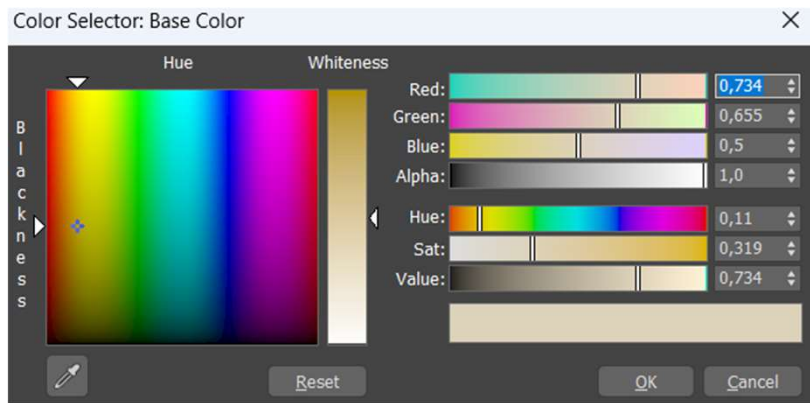 Color Selector: Base Color
Hue
Whiteness
Blackness
Red: 0,734
Green: 0,655
Blue: 0,5
Alpha: 1,0
Hue: 0,11
Sat: 0,319
Value: 0,734
Reset
OK
Cancel